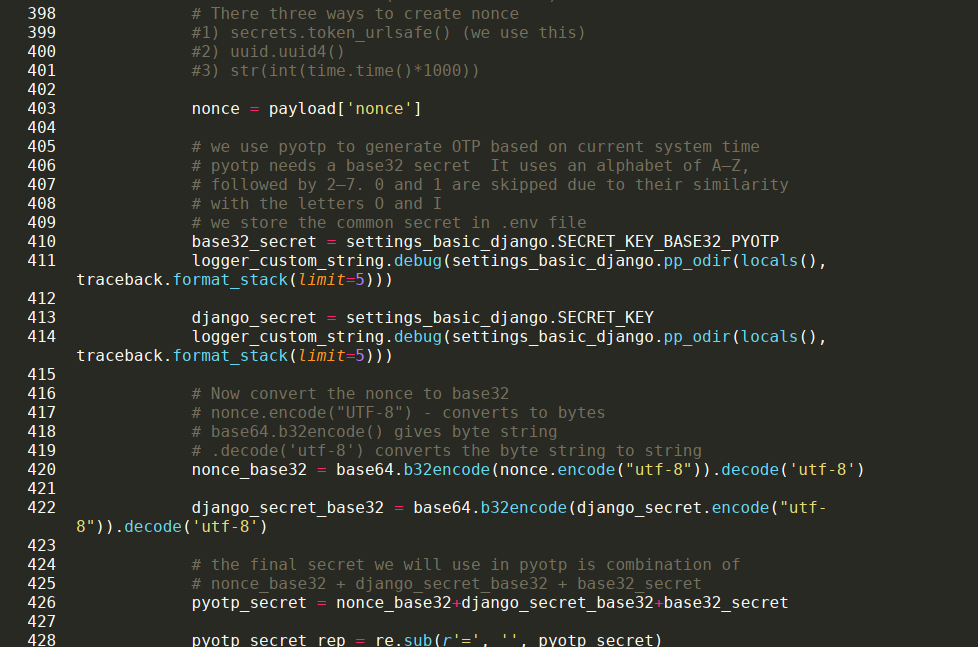 398 # There three ways to create nonce
399 #1) secrets.token_urlsafe() (we use this)
400 #2) uuid.uuid4()
401 #3) str(int(time.time()*1000))
402
403 nonce = payload['nonce']
404
405 # we use pyotp to generate OTP based on current system time
406 # pyotp needs a base32 secret  It uses an alphabet of A–Z,
407 # followed by 2–7. 0 and 1 are skipped due to their similarity
408 # with the letters O and I
409 # we store the common secret in .env file
410 base32_secret = settings_basic_django.SECRET_KEY_BASE32_PYOTP
411 logger_custom_string.debug(settings_basic_django.pp_odir(locals(),
traceback.format_stack(limit=5)))
412
413 django_secret = settings_basic_django.SECRET_KEY
414 logger_custom_string.debug(settings_basic_django.pp_odir(locals(),
traceback.format_stack(limit=5)))
415
416 # Now convert the nonce to base32
417 # nonce.encode("UTF-8") - converts to bytes
418 # base64.b32encode() gives byte string
419 # .decode('utf-8') converts the byte string to string
420 nonce_base32 = base64.b32encode(nonce.encode("utf-8")).decode('utf-8')
421
422 django_secret_base32 = base64.b32encode(django_secret.encode("utf-
8")).decode('utf-8')
423
424 # the final secret we will use in pyotp is combination of
425 # nonce_base32 + django_secret_base32 + base32_secret
426 pyotp_secret = nonce_base32+django_secret_base32+base32_secret
427
428 pyotp_secret_rep = re.sub(r'=', '', pyotp_secret)